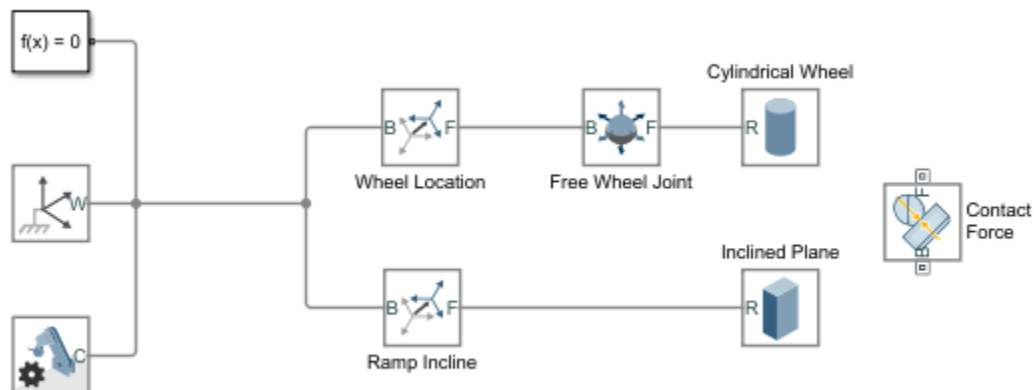 f(x) = 0
W
C
B F
Wheel Location
B F
Free Wheel Joint
Cylindrical Wheel
R
B F
Ramp Incline
Inclined Plane
R
F
B
Contact
Force